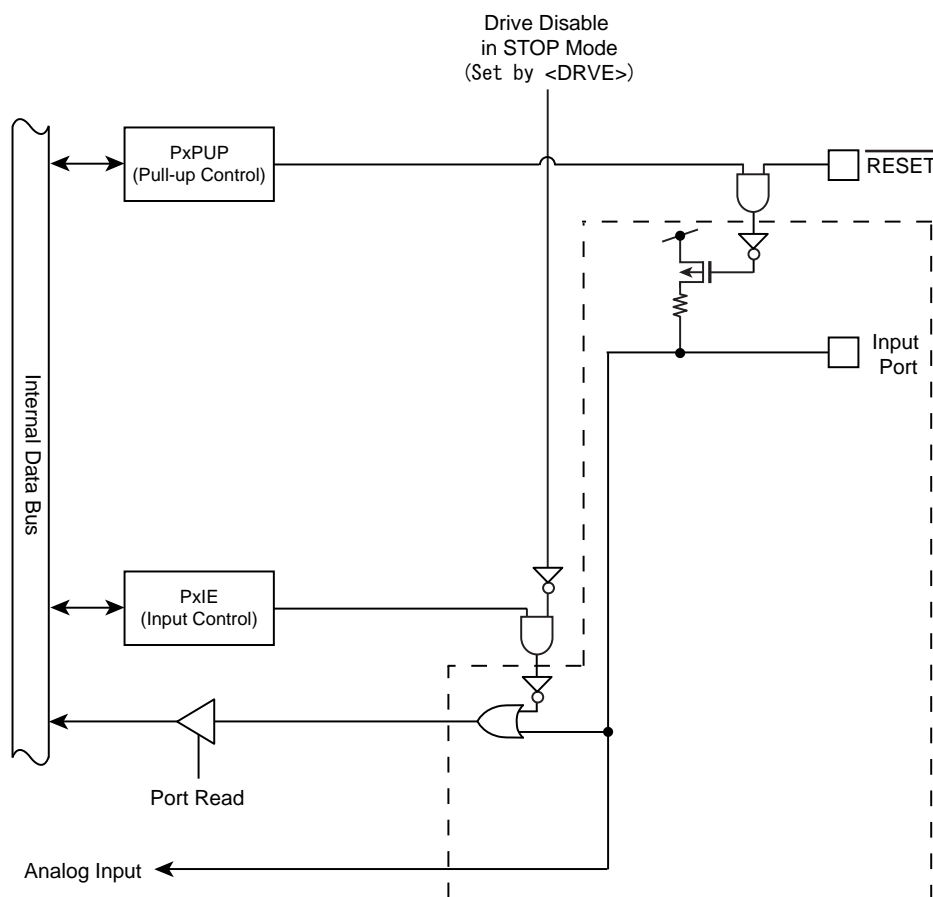 Drive Disable
in STOP Mode
(Set by <DRVE>)
PxPUP
(Pull-up Control)
RESET
Input
Port
Internal Data Bus
PxIE
(Input Control)
Port Read
Analog Input